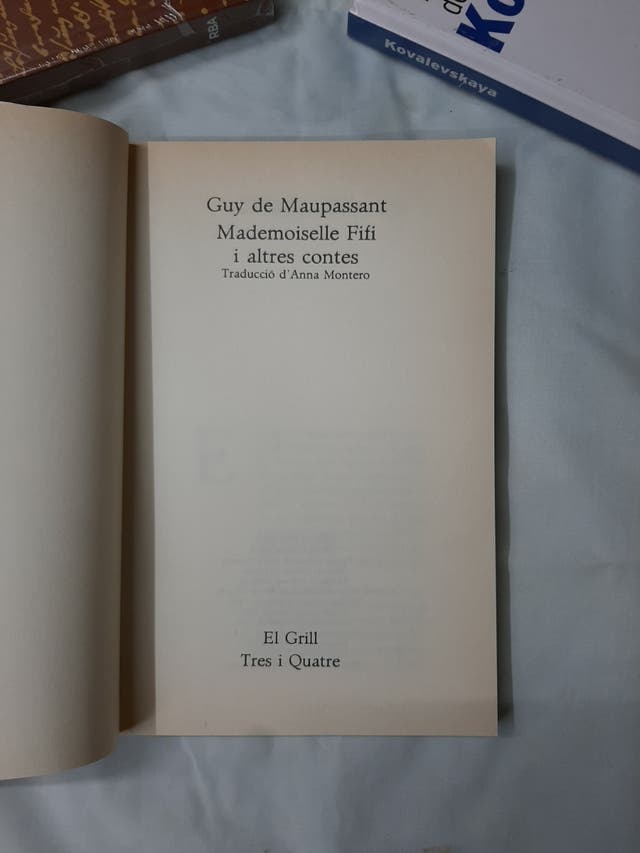 RBA
Kovalevskaya
Guy de Maupassant
Mademoiselle Fifi
i altres contes
Traducció d'Anna Montero
El Grill
Tres i Quatre